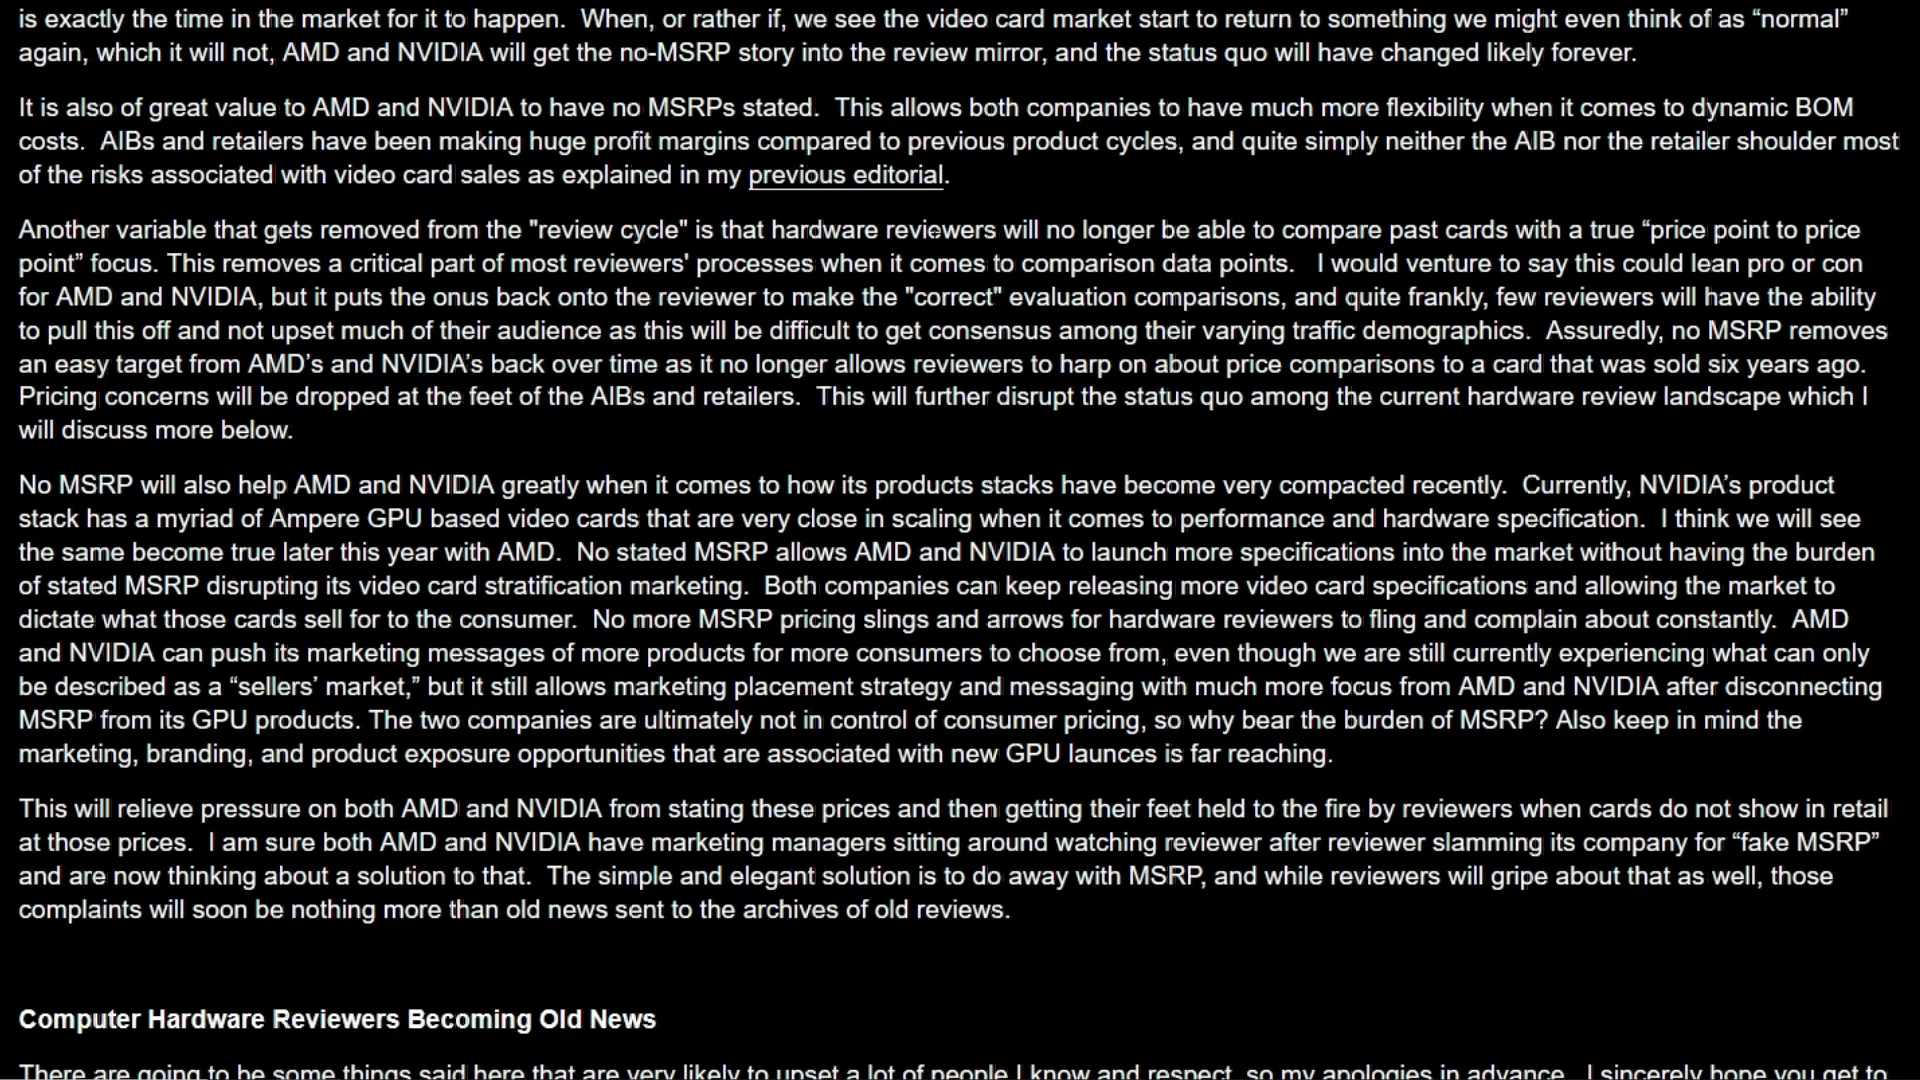 is exactly the time in the market for it to happen.  When, or rather if, we see the video card market start to return to something we might even think of as “normal”
again, which it will not, AMD and NVIDIA will get the no-MSRP story into the review mirror, and the status quo will have changed likely forever.
It is also of great value to AMD and NVIDIA to have no MSRPs stated.  This allows both companies to have much more flexibility when it comes to dynamic BOM
costs.  AIBs and retailers have been making huge profit margins compared to previous product cycles, and quite simply neither the AIB nor the retailer shoulder most
of the risks associated with video card sales as explained in my previous editorial.
Another variable that gets removed from the "review cycle" is that hardware reviewers will no longer be able to compare past cards with a true “price point to price
point” focus. This removes a critical part of most reviewers' processes when it comes to comparison data points.   I would venture to say this could lean pro or con
for AMD and NVIDIA, but it puts the onus back onto the reviewer to make the "correct" evaluation comparisons, and quite frankly, few reviewers will have the ability
to pull this off and not upset much of their audience as this will be difficult to get consensus among their varying traffic demographics.  Assuredly, no MSRP removes
an easy target from AMD’s and NVIDIA’s back over time as it no longer allows reviewers to harp on about price comparisons to a card that was sold six years ago.
Pricing concerns will be dropped at the feet of the AIBs and retailers.  This will further disrupt the status quo among the current hardware review landscape which I
will discuss more below.
No MSRP will also help AMD and NVIDIA greatly when it comes to how its products stacks have become very compacted recently.  Currently, NVIDIA’s product
stack has a myriad of Ampere GPU based video cards that are very close in scaling when it comes to performance and hardware specification.  I think we will see
the same become true later this year with AMD.  No stated MSRP allows AMD and NVIDIA to launch more specifications into the market without having the burden
of stated MSRP disrupting its video card stratification marketing.  Both companies can keep releasing more video card specifications and allowing the market to
dictate what those cards sell for to the consumer.  No more MSRP pricing slings and arrows for hardware reviewers to fling and complain about constantly.  AMD
and NVIDIA can push its marketing messages of more products for more consumers to choose from, even though we are still currently experiencing what can only
be described as a “sellers’ market,” but it still allows marketing placement strategy and messaging with much more focus from AMD and NVIDIA after disconnecting
MSRP from its GPU products. The two companies are ultimately not in control of consumer pricing, so why bear the burden of MSRP? Also keep in mind the
marketing, branding, and product exposure opportunities that are associated with new GPU launces is far reaching.
This will relieve pressure on both AMD and NVIDIA from stating these prices and then getting their feet held to the fire by reviewers when cards do not show in retail
at those prices.  I am sure both AMD and NVIDIA have marketing managers sitting around watching reviewer after reviewer slamming its company for “fake MSRP”
and are now thinking about a solution to that.  The simple and elegant solution is to do away with MSRP, and while reviewers will gripe about that as well, those
complaints will soon be nothing more than old news sent to the archives of old reviews.
Computer Hardware Reviewers Becoming Old News
There are going to be some things said here that are very likely to upset a lot of people I know and respect, so my apologies in advance.  I sincerely hope you get to